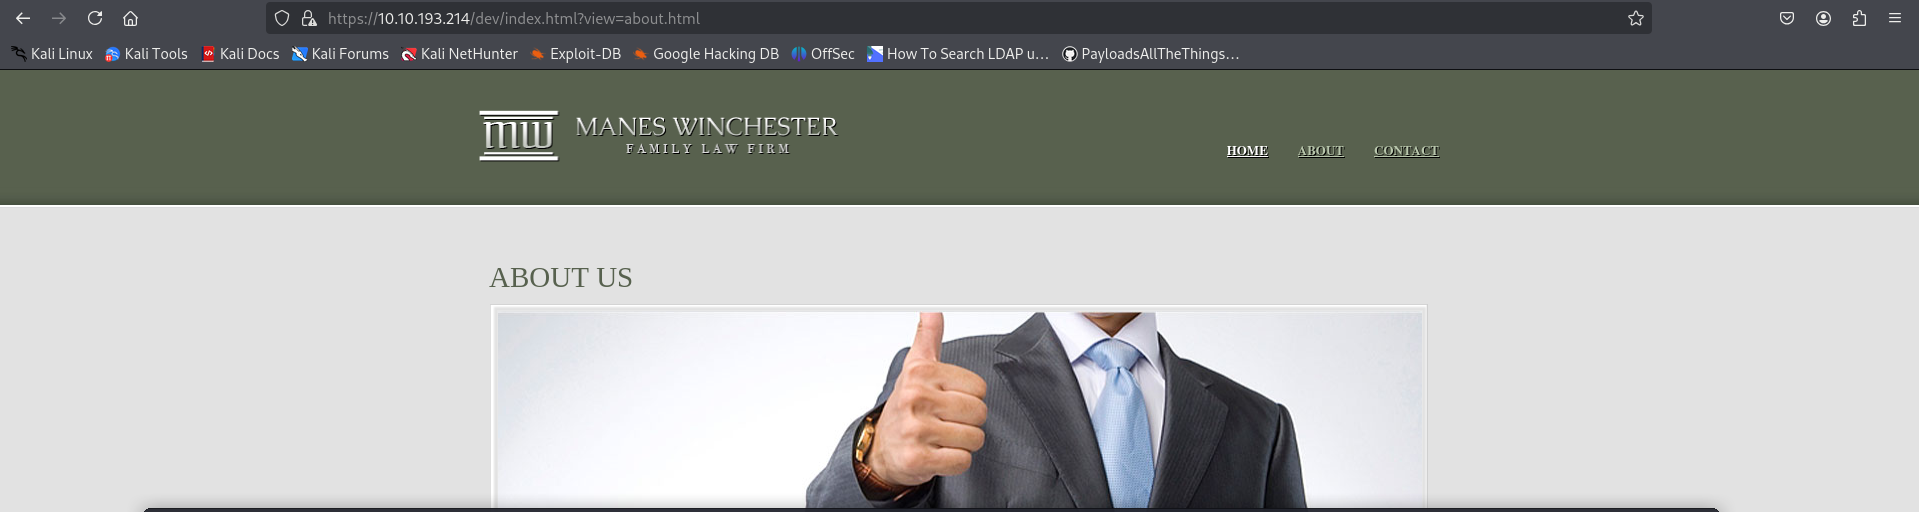 https://10.10.193.214/dev/index.html?view=about.html
Kali Linux Kali Tools Kali Docs Kali Forums Kali NetHunter Exploit-DB Google Hacking DB OffSec How To Search LDAP u... PayloadsAllTheThings...
mw MANES WINCHESTER
FAMILY LAW FIRM
HOME ABOUT CONTACT
ABOUT US